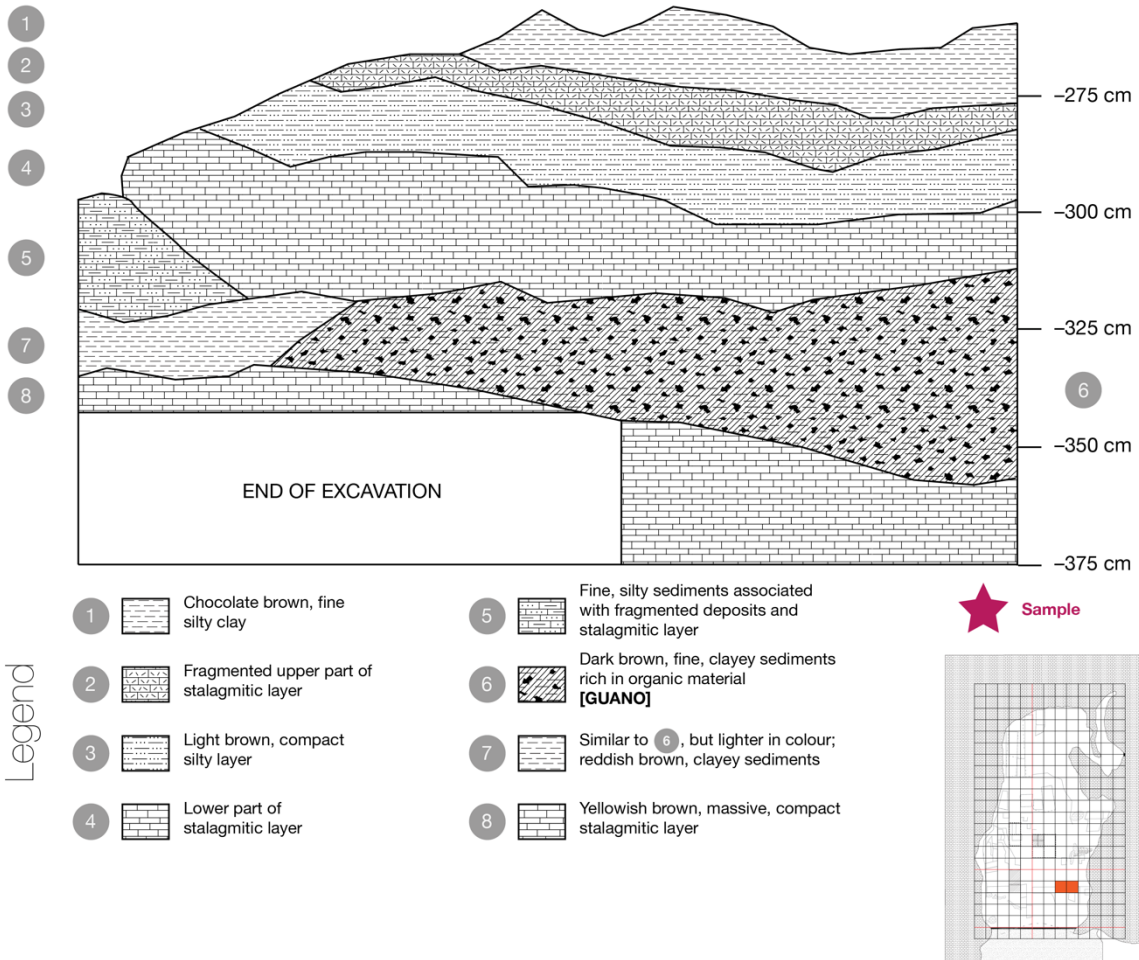 1
2
3
4
5
7
8
–275 cm
–300 cm
–325 cm
6
–350 cm
–375 cm
END OF EXCAVATION
Legend
1 Chocolate brown, fine
silty clay
2 Fragmented upper part of
stalagmitic layer
3 Light brown, compact
silty layer
4 Lower part of
stalagmitic layer
5 Fine, silty sediments associated
with fragmented deposits and
stalagmitic layer
6 Dark brown, fine, clayey sediments
rich in organic material
[GUANO]
7 Similar to 6, but lighter in colour;
reddish brown, clayey sediments
8 Yellowish brown, massive, compact
stalagmitic layer
Sample